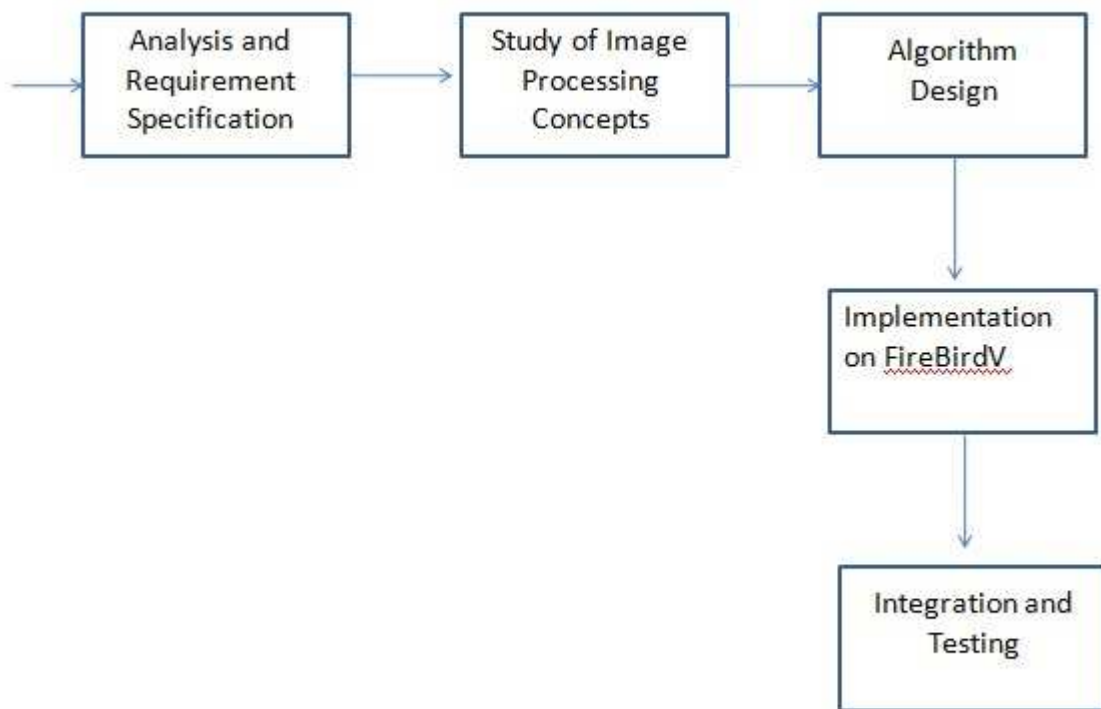 Analysis and
Requirement
Specification
Study of Image
Processing
Concepts
Algorithm
Design
Implementation
on FireBirdV
Integration and
Testing